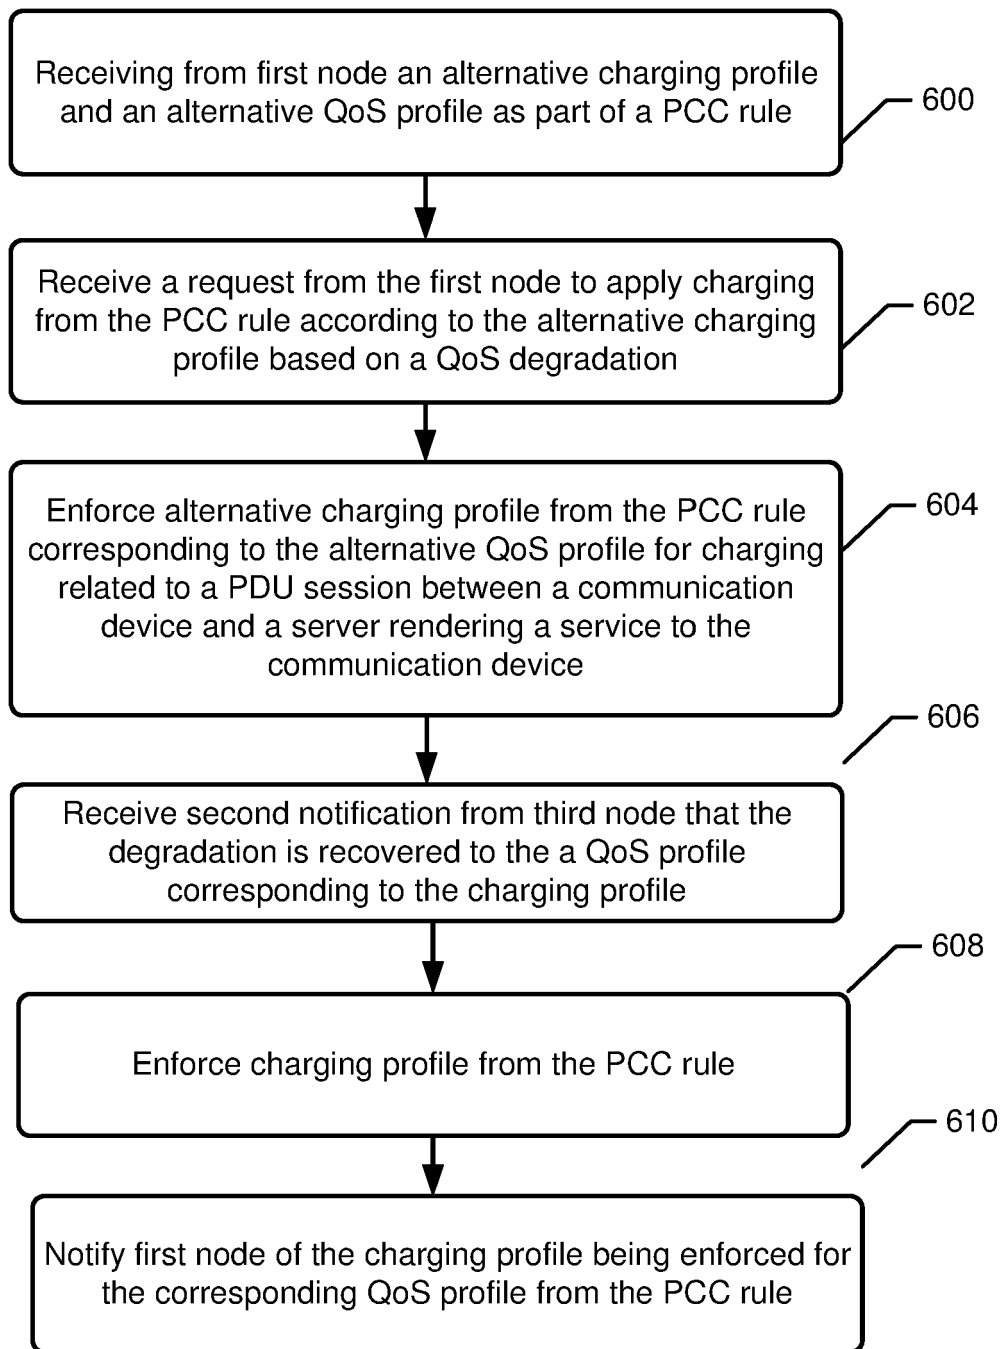 Receiving from first node an alternative charging profile
and an alternative QoS profile as part of a PCC rule
600
Receive a request from the first node to apply charging
from the PCC rule according to the alternative charging
profile based on a QoS degradation
602
Enforce alternative charging profile from the PCC rule
corresponding to the alternative QoS profile for charging
related to a PDU session between a communication
device and a server rendering a service to the
communication device
604
606
Receive second notification from third node that the
degradation is recovered to the a QoS profile
corresponding to the charging profile
608
Enforce charging profile from the PCC rule
610
Notify first node of the charging profile being enforced for
the corresponding QoS profile from the PCC rule